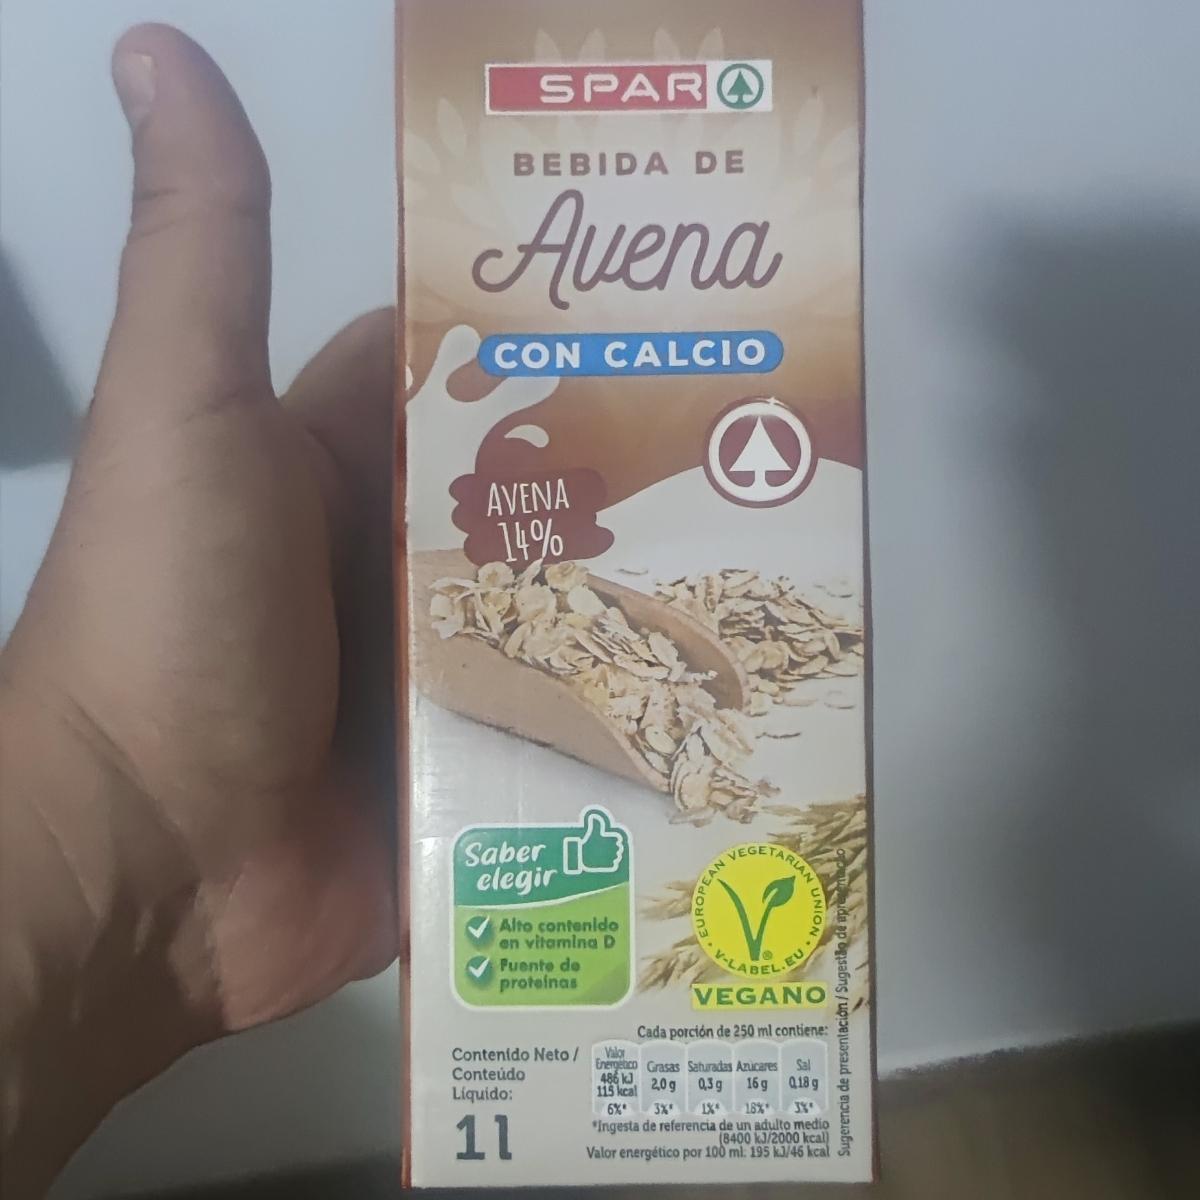 SPAR
BEBIDA DE
Avena
CON CALCIO
AVENA
14%
Saber
elegir
Alto contenido
en vitamina D
Fuente de
proteínas
EUROPEAN VEGETARIAN UNION
V-LABEL.EU
VEGANO
Contenido Neto /
Conteúdo
Líquido:
1l
Cada porción de 250 ml contiene:
Valor
Energético Grasas Saturadas Azúcares Sal
486 kJ
115 kcal 2,0 g 0,3 g 16 g 0,18 g
6%* 3%* 1%* 18%* 3%*
*Ingesta de referencia de un adulto medio
(8400 kJ/2000 kcal)
Valor energético por 100 ml: 195 kJ/46 kcal
Sugerencia de presentación / Sugestão de apresentação